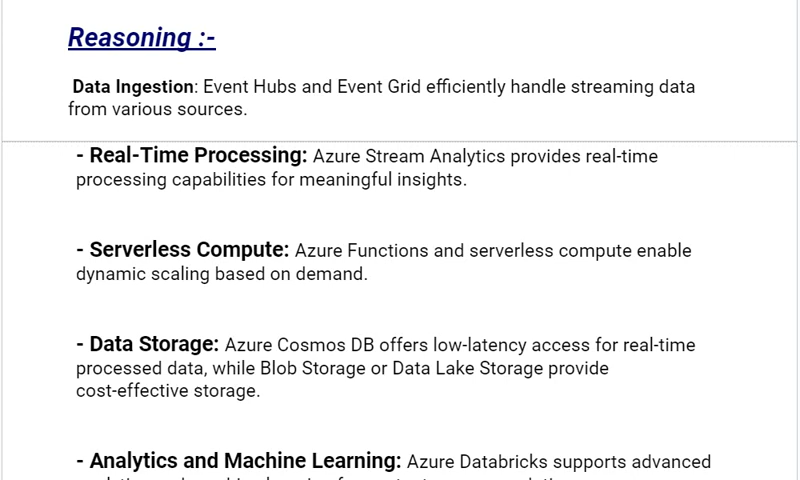 Reasoning :-
Data Ingestion: Event Hubs and Event Grid efficiently handle streaming data
from various sources.
- Real-Time Processing: Azure Stream Analytics provides real-time
processing capabilities for meaningful insights.
- Serverless Compute: Azure Functions and serverless compute enable
dynamic scaling based on demand.
- Data Storage: Azure Cosmos DB offers low-latency access for real-time
processed data, while Blob Storage or Data Lake Storage provide
cost-effective storage.
- Analytics and Machine Learning: Azure Databricks supports advanced